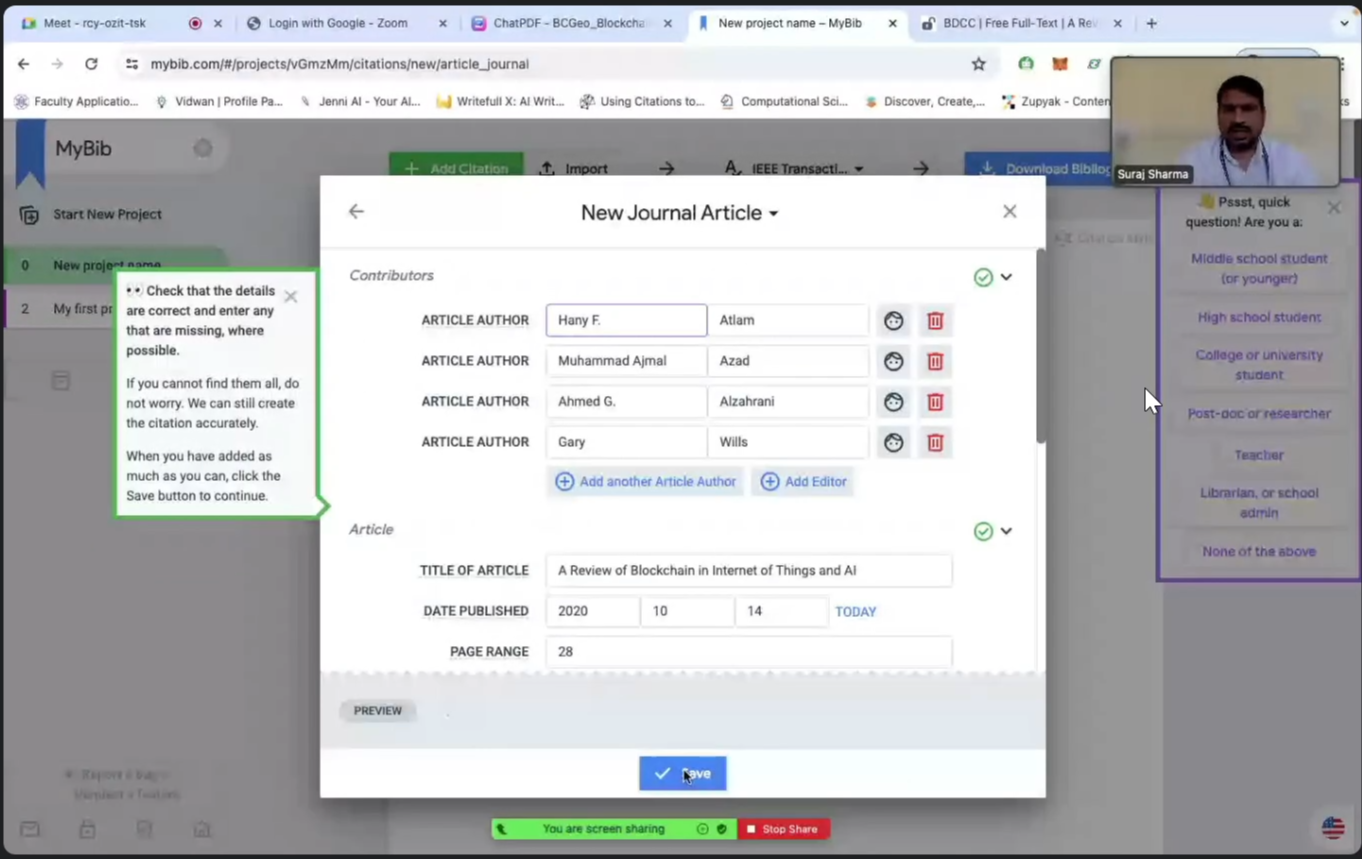 Meet - rcy-ozit-tsk
Login with Google - Zoom
ChatPDF - BCGeo_Blockcha
New project name – MyBib
BDCC | Free Full-Text | A Rev
mybib.com/#/projects/vGmzMm/citations/new/article_journal
Faculty Applicatio...
Vidwan | Profile Pa...
Jenni AI - Your AI...
Writefull X: AI Writ...
Using Citations to...
Computational Sci...
Discover, Create,...
Zupyak - Conten
Suraj Sharma
MyBib
Add Citation
Import
IEEE Transacti...
Download Bibliog
Start New Project
0 New project name
2 My first pr
👀 Check that the details
are correct and enter any
that are missing, where
possible.
If you cannot find them all, do
not worry. We can still create
the citation accurately.
When you have added as
much as you can, click the
Save button to continue.
New Journal Article
Contributors
ARTICLE AUTHOR Hany F. Atlam
ARTICLE AUTHOR Muhammad Ajmal Azad
ARTICLE AUTHOR Ahmed G. Alzahrani
ARTICLE AUTHOR Gary Wills
Add another Article Author
Add Editor
Article
TITLE OF ARTICLE A Review of Blockchain in Internet of Things and AI
DATE PUBLISHED 2020 10 14 TODAY
PAGE RANGE 28
PREVIEW
Save
👋 Pssst, quick
question! Are you a:
Middle school student
(or younger)
High school student
College or university
student
Post-doc or researcher
Teacher
Librarian, or school
admin
None of the above
Report a bug
You are screen sharing
Stop Share